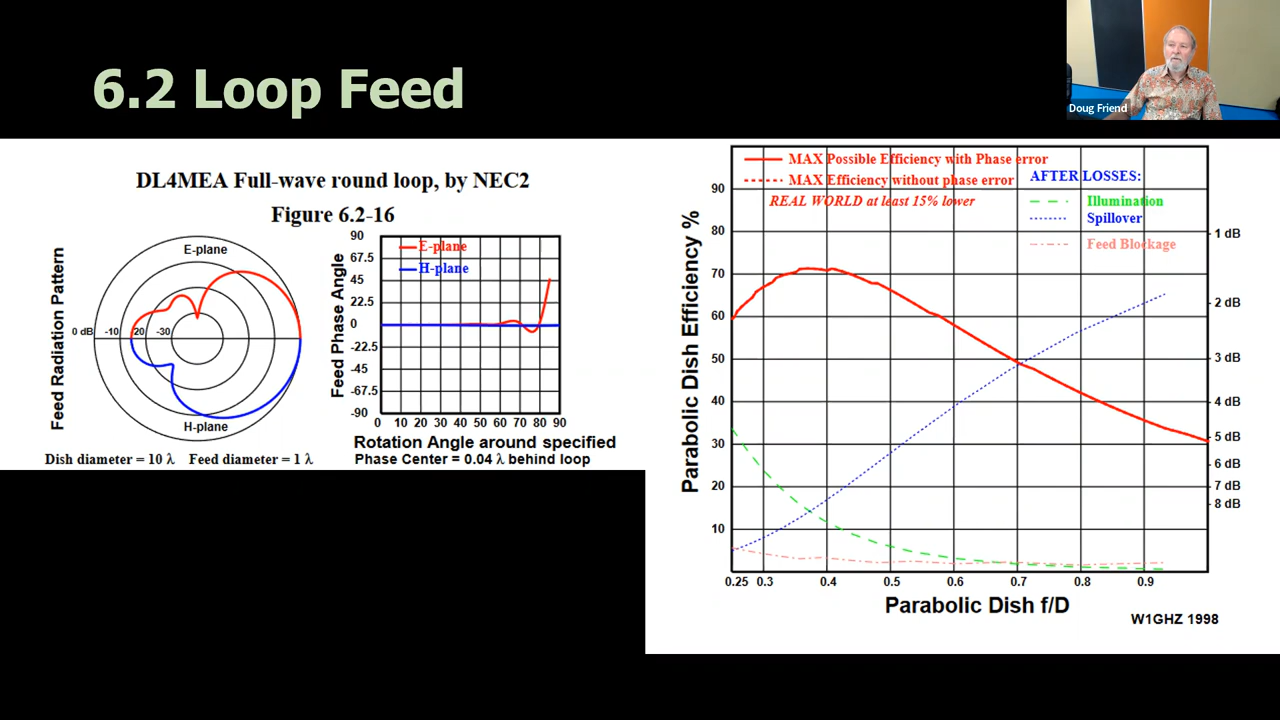 6.2 Loop Feed
Doug Friend
DL4MEA Full-wave round loop, by NEC2
Figure 6.2-16
Feed Radiation Pattern
E-plane
0 dB -10 -20 -30
H-plane
Dish diameter = 10 λ Feed diameter = 1 λ
Feed Phase Angle
90
67.5
45
22.5
0
-22.5
-45
-67.5
-90
E-plane
H-plane
0 10 20 30 40 50 60 70 80 90
Rotation Angle around specified
Phase Center = 0.04 λ behind loop
MAX Possible Efficiency with Phase error
MAX Efficiency without phase error
REAL WORLD at least 15% lower
AFTER LOSSES:
Illumination
Spillover
Feed Blockage
Parabolic Dish Efficiency %
90
80
70
60
50
40
30
20
10
1 dB
2 dB
3 dB
4 dB
5 dB
6 dB
7 dB
8 dB
0.25 0.3 0.4 0.5 0.6 0.7 0.8 0.9
Parabolic Dish f/D
W1GHZ 1998